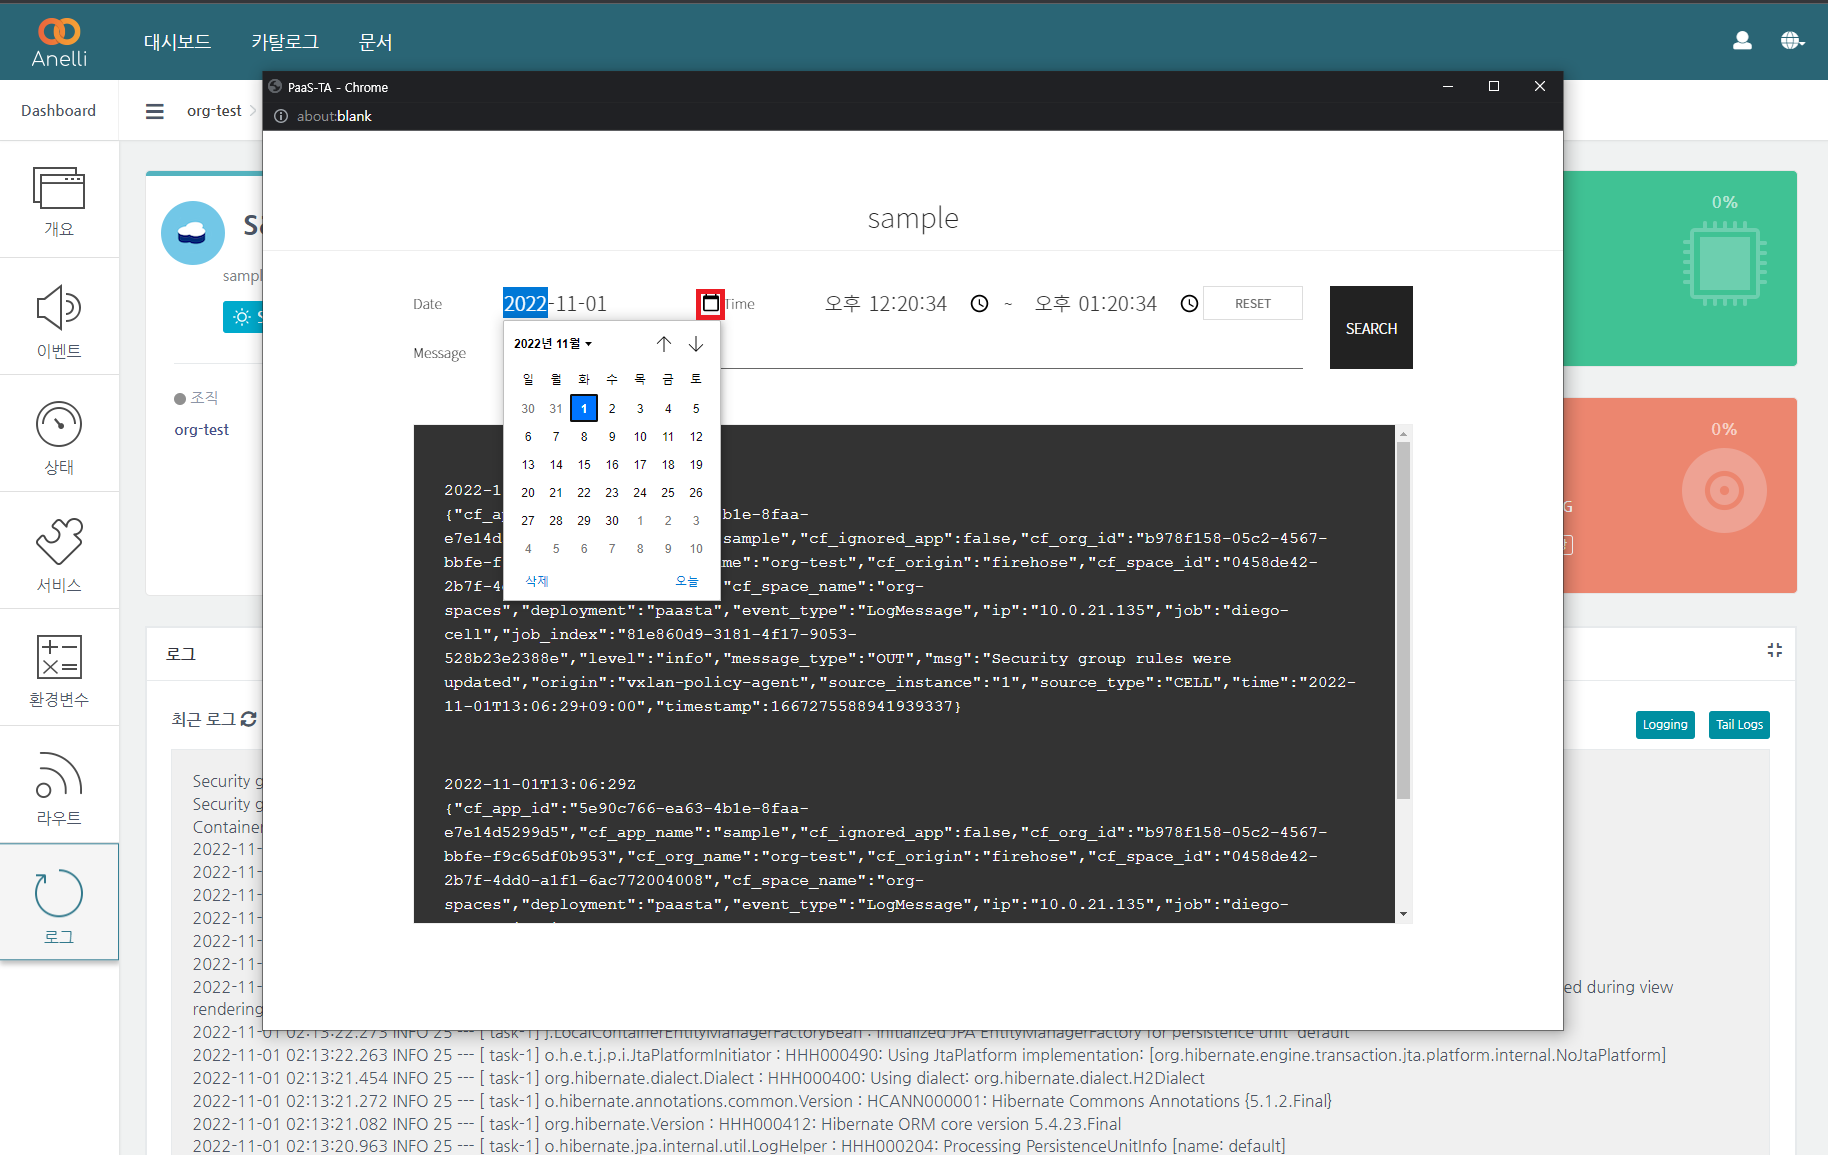 Anelli
대시보드
카탈로그
문서
Dashboard
org-test
PaaS-TA - Chrome
about:blank
개요
이벤트
상태
서비스
환경변수
라우트
로그
sampl
조직
org-test
0%
0%
G
sample
Date
2022-11-01
Time
오후 12:20:34
~
오후 01:20:34
RESET
SEARCH
Message
2022년 11월
일 월 화 수 목 금 토
30 31 1 2 3 4 5
6 7 8 9 10 11 12
13 14 15 16 17 18 19
20 21 22 23 24 25 26
27 28 29 30 1 2 3
4 5 6 7 8 9 10
삭제
오늘
2022-1
{"cf_a b1e-8faa-
e7e14d sample","cf_ignored_app":false,"cf_org_id":"b978f158-05c2-4567-
bbfe-f me":"org-test","cf_origin":"firehose","cf_space_id":"0458de42-
2b7f-4 "cf_space_name":"org-
spaces","deployment":"paasta","event_type":"LogMessage","ip":"10.0.21.135","job":"diego-
cell","job_index":"81e860d9-3181-4f17-9053-
528b23e2388e","level":"info","message_type":"OUT","msg":"Security group rules were
updated","origin":"vxlan-policy-agent","source_instance":"1","source_type":"CELL","time":"2022-
11-01T13:06:29+09:00","timestamp":1667275588941939337}
2022-11-01T13:06:29Z
{"cf_app_id":"5e90c766-ea63-4b1e-8faa-
e7e14d5299d5","cf_app_name":"sample","cf_ignored_app":false,"cf_org_id":"b978f158-05c2-4567-
bbfe-f9c65df0b953","cf_org_name":"org-test","cf_origin":"firehose","cf_space_id":"0458de42-
2b7f-4dd0-a1f1-6ac772004008","cf_space_name":"org-
spaces","deployment":"paasta","event_type":"LogMessage","ip":"10.0.21.135","job":"diego-
로그
최근 로그
Logging
Tail Logs
Security g
Security g
Container
2022-11-
2022-11-
2022-11-
2022-11-
2022-11-
2022-11-
2022-11- ed during view
rendering
2022-11-01 02:13:22.273 INFO 25 --- [ task-1] j.LocalContainerEntityManagerFactoryBean : Initialized JPA EntityManagerFactory for persistence unit 'default'
2022-11-01 02:13:22.263 INFO 25 --- [ task-1] o.h.e.t.j.p.i.JtaPlatformInitiator : HHH000490: Using JtaPlatform implementation: [org.hibernate.engine.transaction.jta.platform.internal.NoJtaPlatform]
2022-11-01 02:13:21.454 INFO 25 --- [ task-1] org.hibernate.dialect.Dialect : HHH000400: Using dialect: org.hibernate.dialect.H2Dialect
2022-11-01 02:13:21.272 INFO 25 --- [ task-1] o.hibernate.annotations.common.Version : HCANN000001: Hibernate Commons Annotations {5.1.2.Final}
2022-11-01 02:13:21.082 INFO 25 --- [ task-1] org.hibernate.Version : HHH000412: Hibernate ORM core version 5.4.23.Final
2022-11-01 02:13:20.963 INFO 25 --- [ task-1] o.hibernate.jpa.internal.util.LogHelper : HHH000204: Processing PersistenceUnitInfo [name: default]